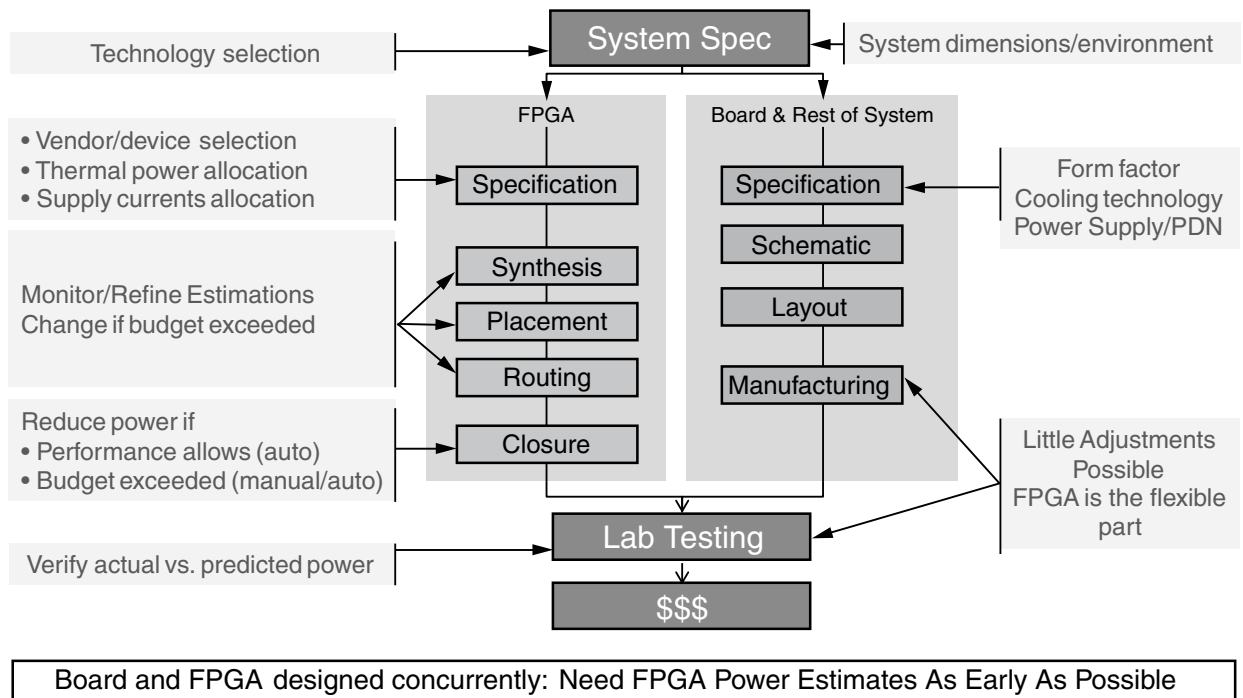 System Spec
Technology selection
System dimensions/environment
FPGA
Board & Rest of System
• Vendor/device selection
• Thermal power allocation
• Supply currents allocation
Specification
Specification
Form factor
Cooling technology
Power Supply/PDN
Schematic
Synthesis
Monitor/Refine Estimations
Change if budget exceeded
Placement
Layout
Routing
Manufacturing
Reduce power if
• Performance allows (auto)
• Budget exceeded (manual/auto)
Closure
Little Adjustments
Possible
FPGA is the flexible
part
Lab Testing
Verify actual vs. predicted power
$$$
Board and FPGA designed concurrently: Need FPGA Power Estimates As Early As Possible